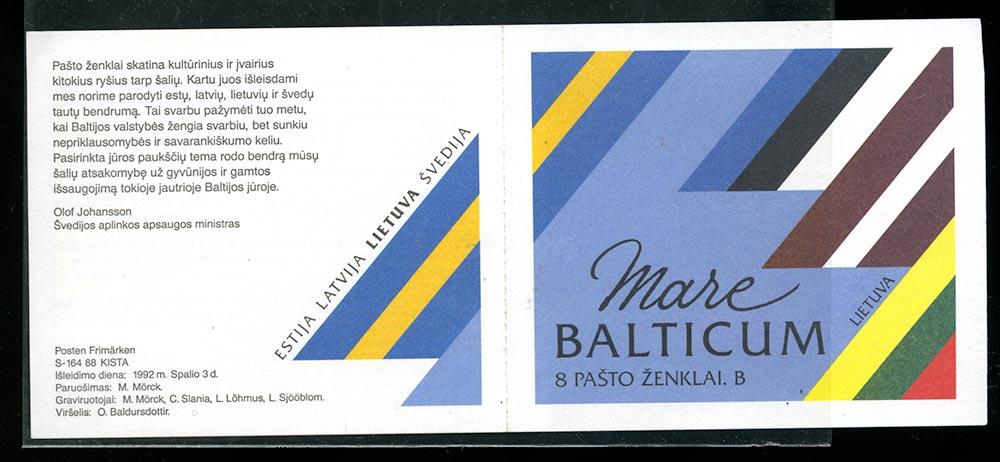 Pašto ženklai skatina kultūrinius ir įvairius
kitokius ryšius tarp šalių. Kartu juos išleisdami
mes norime parodyti estų, latvių, lietuvių ir švedų
tautų bendrumą. Tai svarbu pažymėti tuo metu,
kai Baltijos valstybės žengia svarbiu, bet sunkiu
nepriklausomybės ir savarankiškumo keliu.
Pasirinkta jūros paukščių tema rodo bendrą mūsų
šalių atsakomybę už gyvūnijos ir gamtos
išsaugojimą tokioje jautrioje Baltijos jūroje.
Olof Johansson
Švedijos aplinkos apsaugos ministras
ESTIJA LATVIJA LIETUVA ŠVEDIJA
Posten Frimärken
S-164 88 KISTA
Išleidimo diena: 1992 m. Spalio 3 d.
Paruošimas: M. Mörck.
Graviruotojai: M. Mörck, C. Slania, L. Lõhmus, L. Sjööblom.
Viršelis: O. Baldursdottir.
Mare
BALTICUM
8 PAŠTO ŽENKLAI. B
LIETUVA